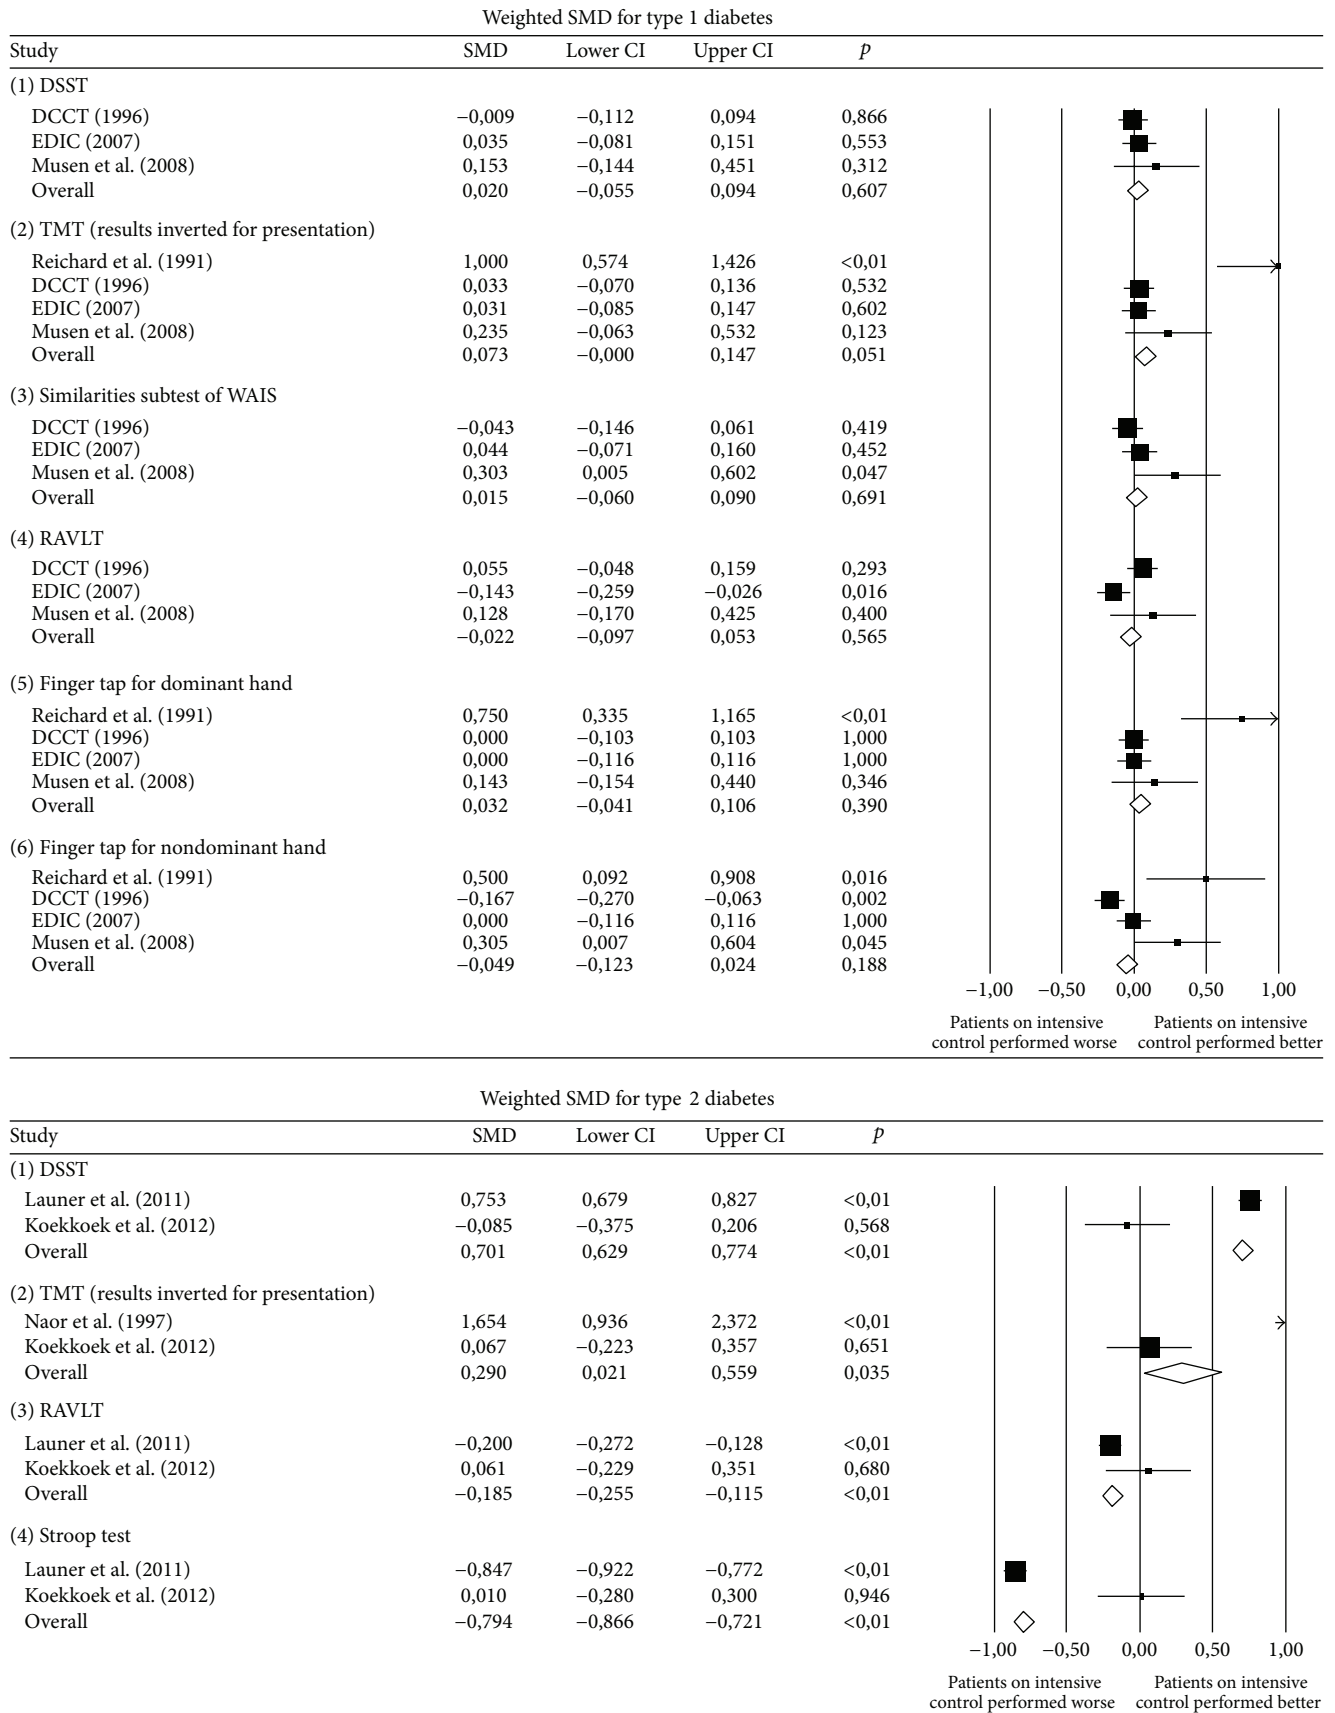 Weighted SMD for type 1 diabetes
Study SMD Lower CI Upper CI p
(1) DSST
DCCT (1996) −0,009 −0,112 0,094 0,866
EDIC (2007) 0,035 −0,081 0,151 0,553
Musen et al. (2008) 0,153 −0,144 0,451 0,312
Overall 0,020 −0,055 0,094 0,607
(2) TMT (results inverted for presentation)
Reichard et al. (1991) 1,000 0,574 1,426 <0,01
DCCT (1996) 0,033 −0,070 0,136 0,532
EDIC (2007) 0,031 −0,085 0,147 0,602
Musen et al. (2008) 0,235 −0,063 0,532 0,123
Overall 0,073 −0,000 0,147 0,051
(3) Similarities subtest of WAIS
DCCT (1996) −0,043 −0,146 0,061 0,419
EDIC (2007) 0,044 −0,071 0,160 0,452
Musen et al. (2008) 0,303 0,005 0,602 0,047
Overall 0,015 −0,060 0,090 0,691
(4) RAVLT
DCCT (1996) 0,055 −0,048 0,159 0,293
EDIC (2007) −0,143 −0,259 −0,026 0,016
Musen et al. (2008) 0,128 −0,170 0,425 0,400
Overall −0,022 −0,097 0,053 0,565
(5) Finger tap for dominant hand
Reichard et al. (1991) 0,750 0,335 1,165 <0,01
DCCT (1996) 0,000 −0,103 0,103 1,000
EDIC (2007) 0,000 −0,116 0,116 1,000
Musen et al. (2008) 0,143 −0,154 0,440 0,346
Overall 0,032 −0,041 0,106 0,390
(6) Finger tap for nondominant hand
Reichard et al. (1991) 0,500 0,092 0,908 0,016
DCCT (1996) −0,167 −0,270 −0,063 0,002
EDIC (2007) 0,000 −0,116 0,116 1,000
Musen et al. (2008) 0,305 0,007 0,604 0,045
Overall −0,049 −0,123 0,024 0,188
−1,00 −0,50 0,00 0,50 1,00
Patients on intensive Patients on intensive
control performed worse control performed better
Weighted SMD for type 2 diabetes
Study SMD Lower CI Upper CI p
(1) DSST
Launer et al. (2011) 0,753 0,679 0,827 <0,01
Koekkoek et al. (2012) −0,085 −0,375 0,206 0,568
Overall 0,701 0,629 0,774 <0,01
(2) TMT (results inverted for presentation)
Naor et al. (1997) 1,654 0,936 2,372 <0,01
Koekkoek et al. (2012) 0,067 −0,223 0,357 0,651
Overall 0,290 0,021 0,559 0,035
(3) RAVLT
Launer et al. (2011) −0,200 −0,272 −0,128 <0,01
Koekkoek et al. (2012) 0,061 −0,229 0,351 0,680
Overall −0,185 −0,255 −0,115 <0,01
(4) Stroop test
Launer et al. (2011) −0,847 −0,922 −0,772 <0,01
Koekkoek et al. (2012) 0,010 −0,280 0,300 0,946
Overall −0,794 −0,866 −0,721 <0,01
−1,00 −0,50 0,00 0,50 1,00
Patients on intensive Patients on intensive
control performed worse control performed better